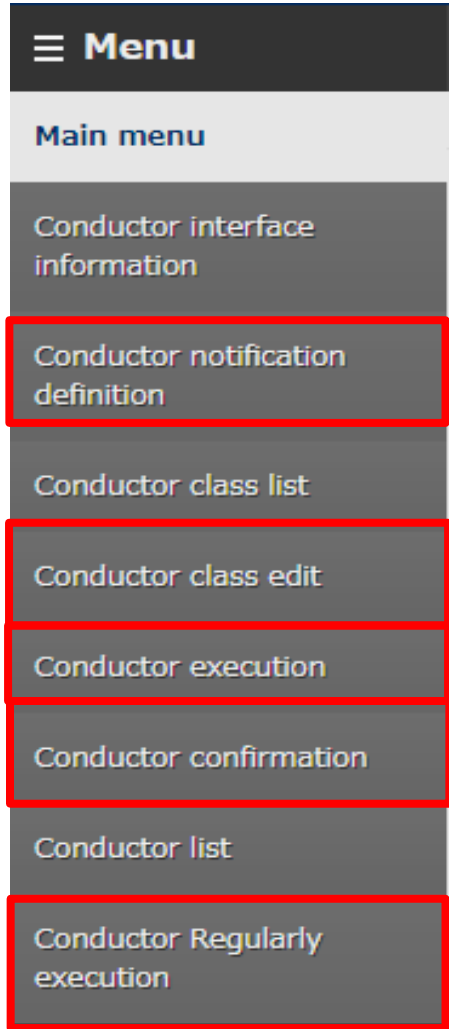 ☰ Menu
Main menu
Conductor interface
information
Conductor notification
definition
Conductor class list
Conductor class edit
Conductor execution
Conductor confirmation
Conductor list
Conductor Regularly
execution